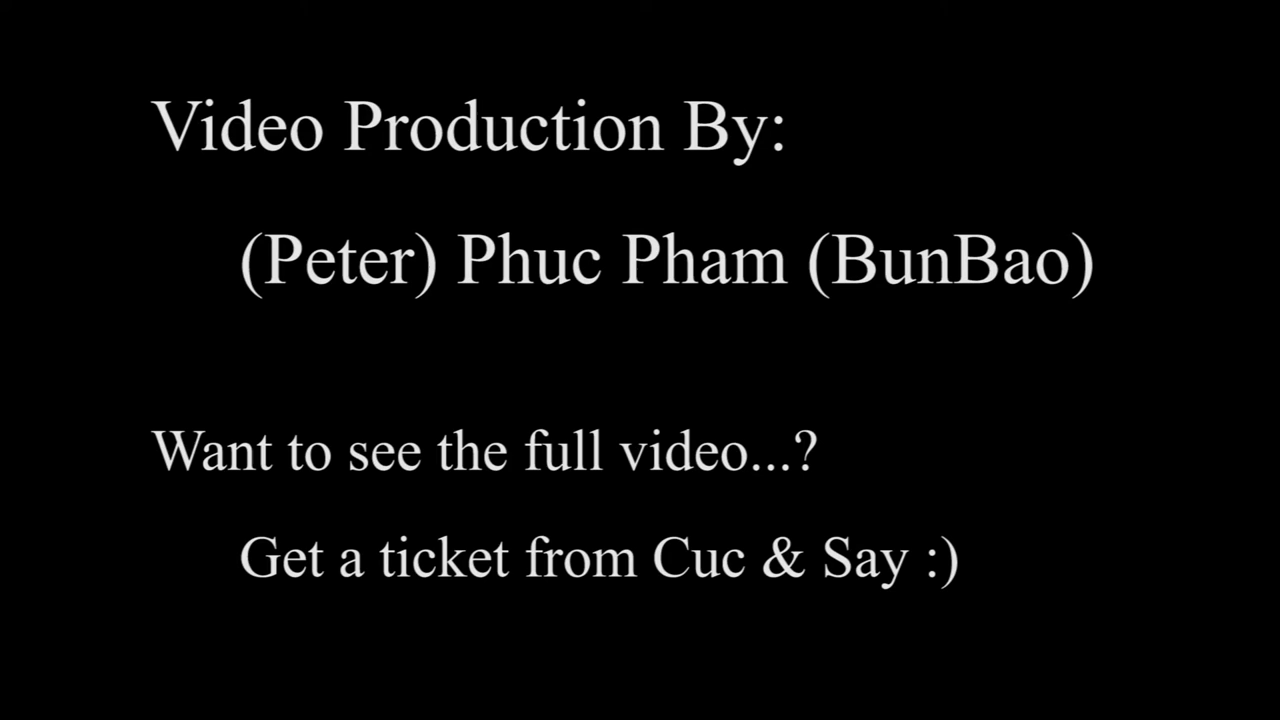 Video Production By:
(Peter) Phuc Pham (BunBao)
Want to see the full video...?
Get a ticket from Cuc & Say :)